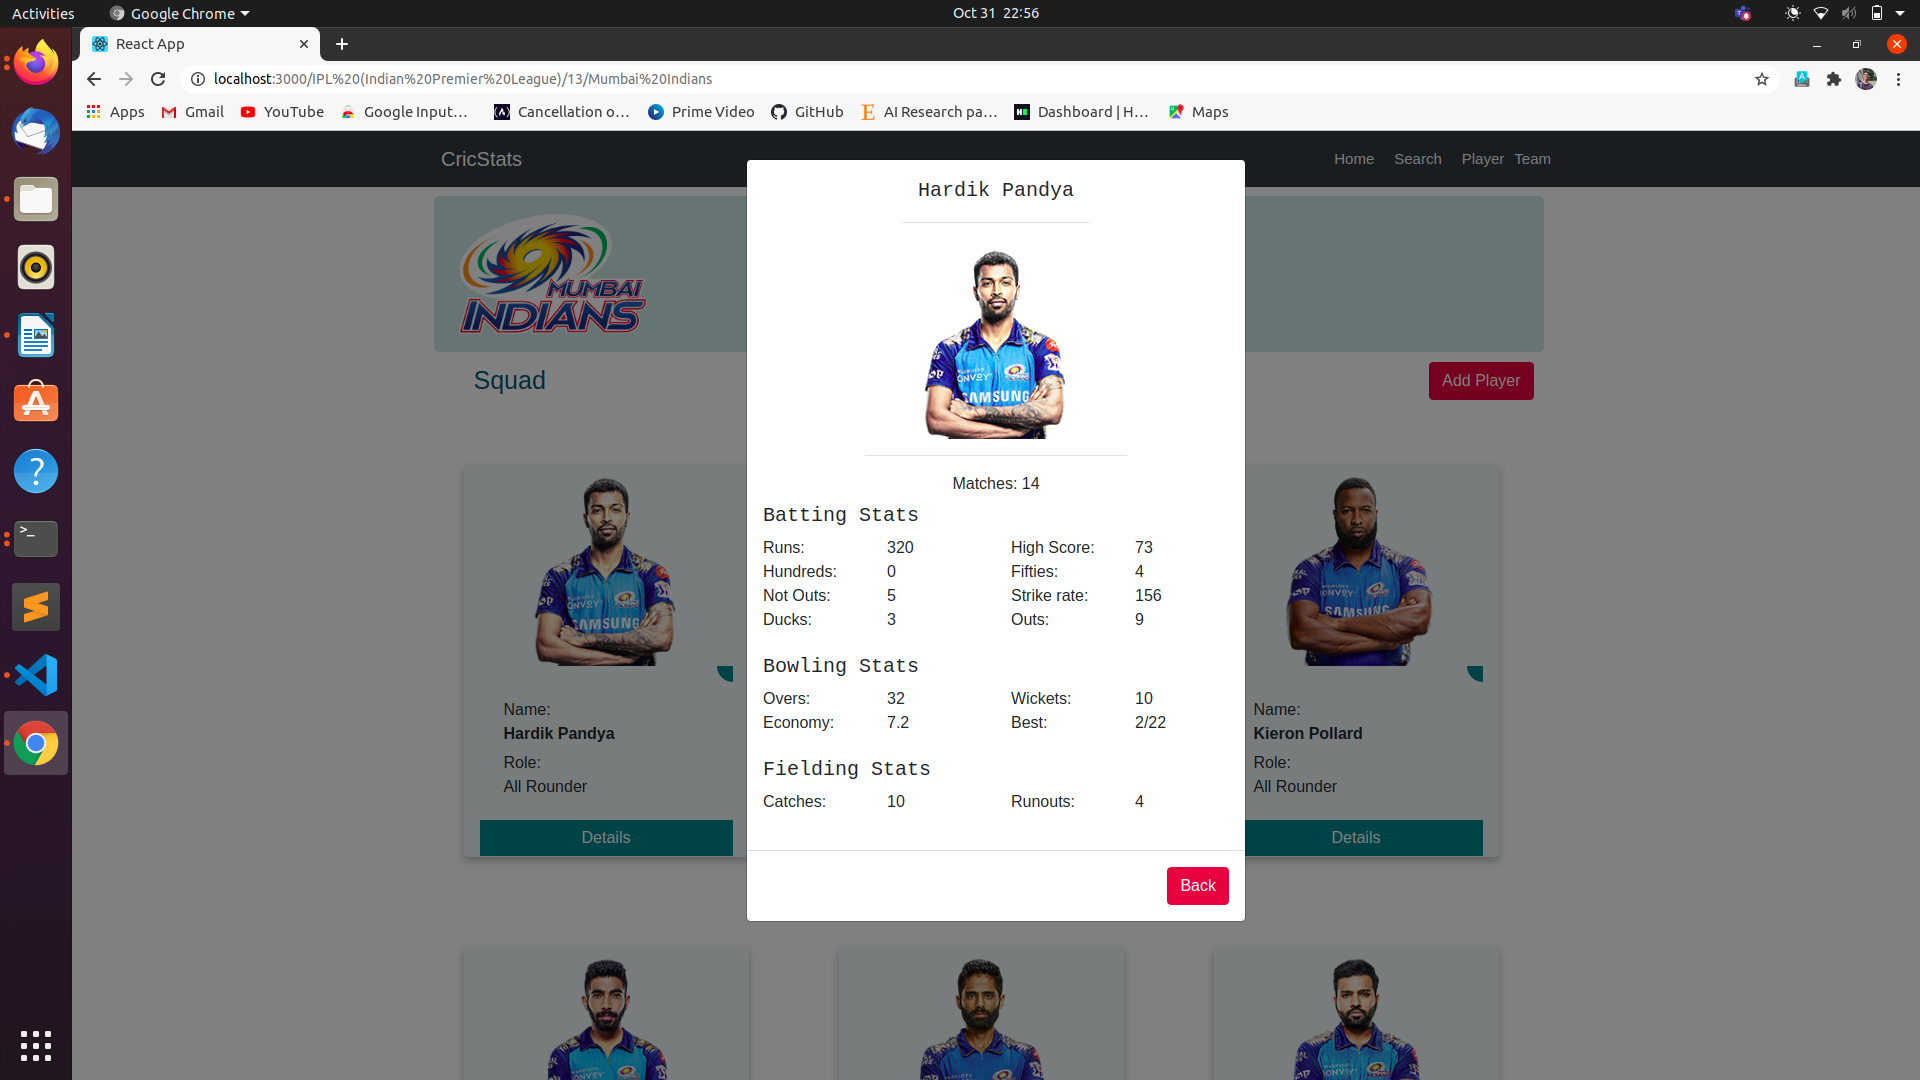 Activities
Google Chrome
Oct 31 22:56
React App
localhost:3000/IPL%20(Indian%20Premier%20League)/13/Mumbai%20Indians
Apps
Gmail
YouTube
Google Input…
Cancellation o…
Prime Video
GitHub
AI Research pa…
Dashboard | H…
Maps
CricStats
Home
Search
Player
Team
MUMBAI
INDIANS
Squad
Add Player
Hardik Pandya
SAMSUNG
Matches: 14
Batting Stats
Runs: 320 High Score: 73
Hundreds: 0 Fifties: 4
Not Outs: 5 Strike rate: 156
Ducks: 3 Outs: 9
Bowling Stats
Overs: 32 Wickets: 10
Economy: 7.2 Best: 2/22
Fielding Stats
Catches: 10 Runouts: 4
Back
SAMSUNG
Name:
Hardik Pandya
Role:
All Rounder
Details
SAMSUNG
Name:
Kieron Pollard
Role:
All Rounder
Details